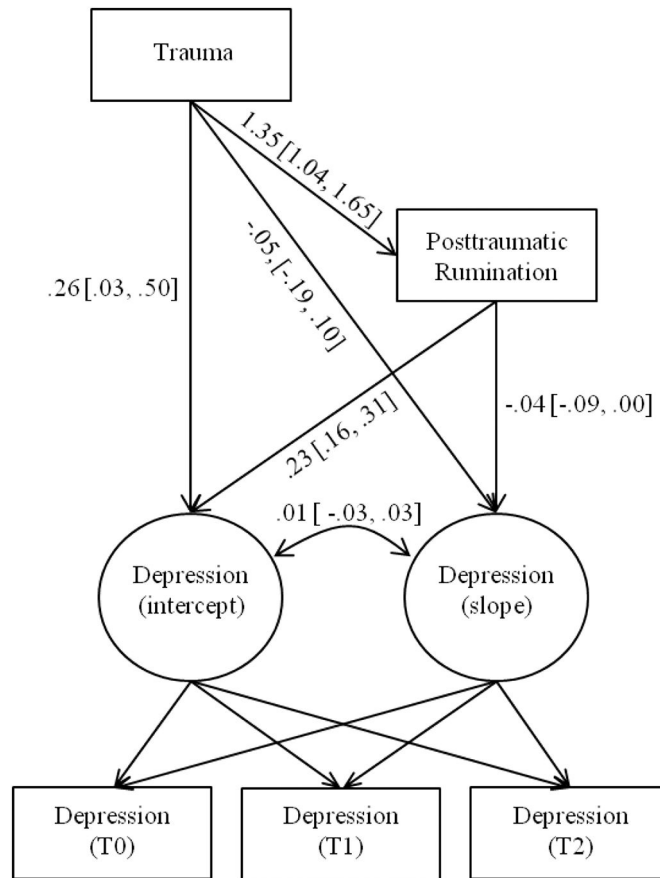 Trauma
1.35 [1.04, 1.65]
Posttraumatic
Rumination
.26 [.03, .50]
-.05, [-.19, .10]
-.04 [-.09, .00]
.23 [.16, .31]
.01 [ -.03, .03]
Depression
(intercept)
Depression
(slope)
Depression
(T0)
Depression
(T1)
Depression
(T2)